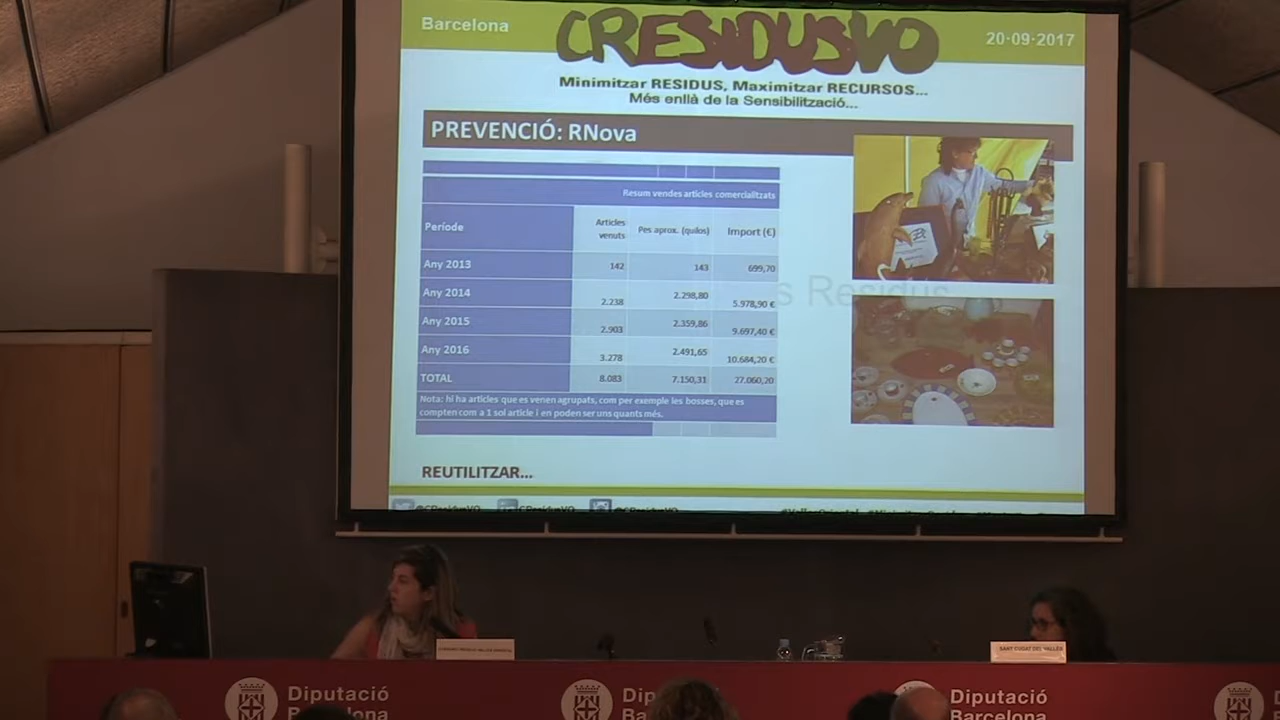 Barcelona
CRESIDUSVO
20-09-2017
Minimitzar RESIDUS, Maximitzar RECURSOS...
Més enllà de la Sensibilització...
PREVENCIÓ: RNova
Resum vendes articles comercialitzats
Període Articles venuts Pes aprox. (quilos) Import (€)
Any 2013 142 143 699,70
Any 2014 2.238 2.298,80 5.978,90 €
Any 2015 2.903 2.359,86 9.697,40 €
Any 2016 3.278 2.491,65 10.684,20 €
TOTAL 8.083 7.150,31 27.060,20
Nota: hi ha articles que es venen agrupats, com per exemple les bosses, que es
compten com a 1 sol article i en poden ser uns quants més.
s Residus
REUTILITZAR...
SANT CUGAT DEL VALLÈS
Diputació
Diputació